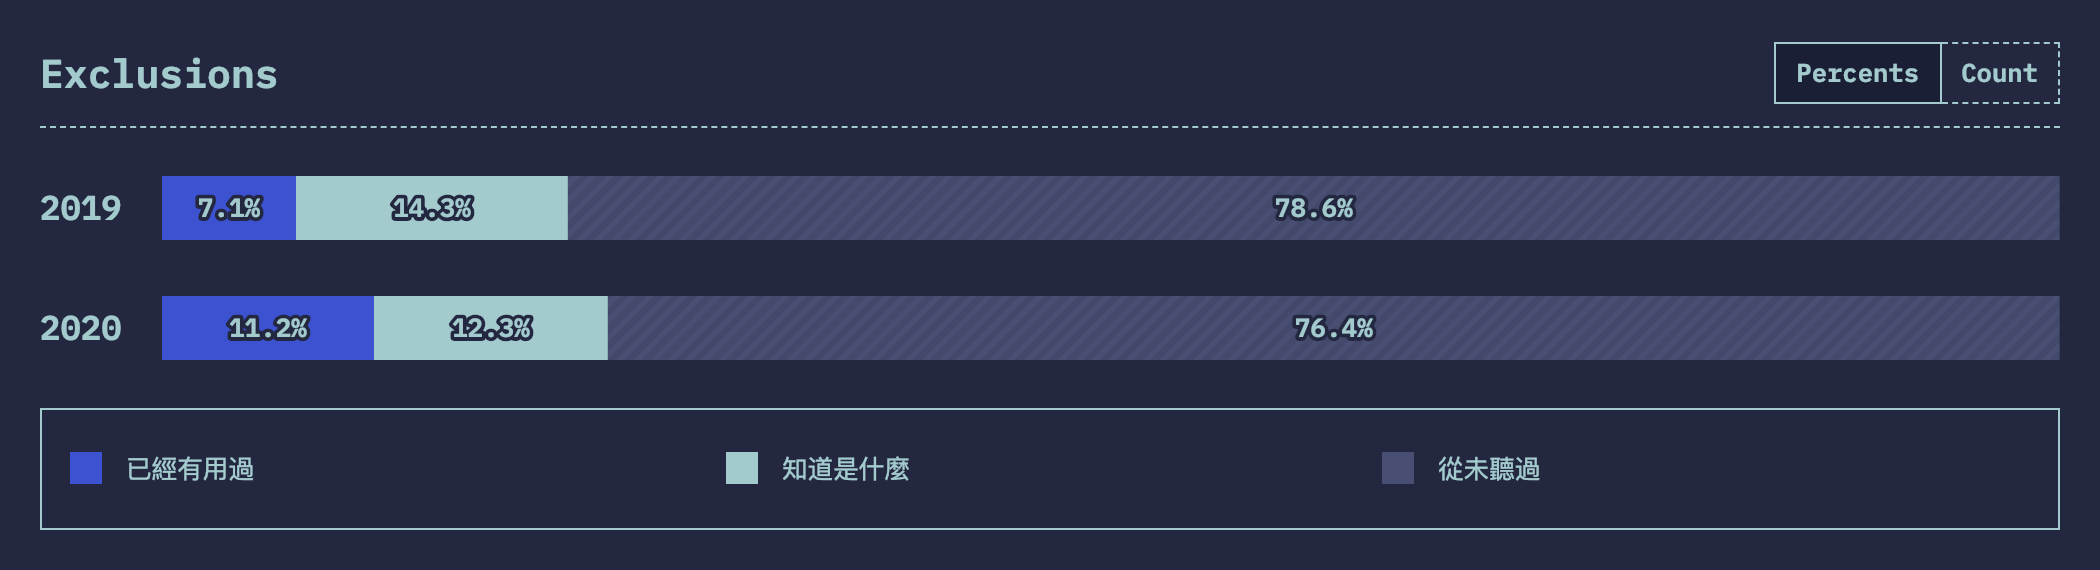 Exclusions
Percents Count
2019 7.1% 14.3% 78.6%
2020 11.2% 12.3% 76.4%
已經有用過 知道是什麼 從未聽過